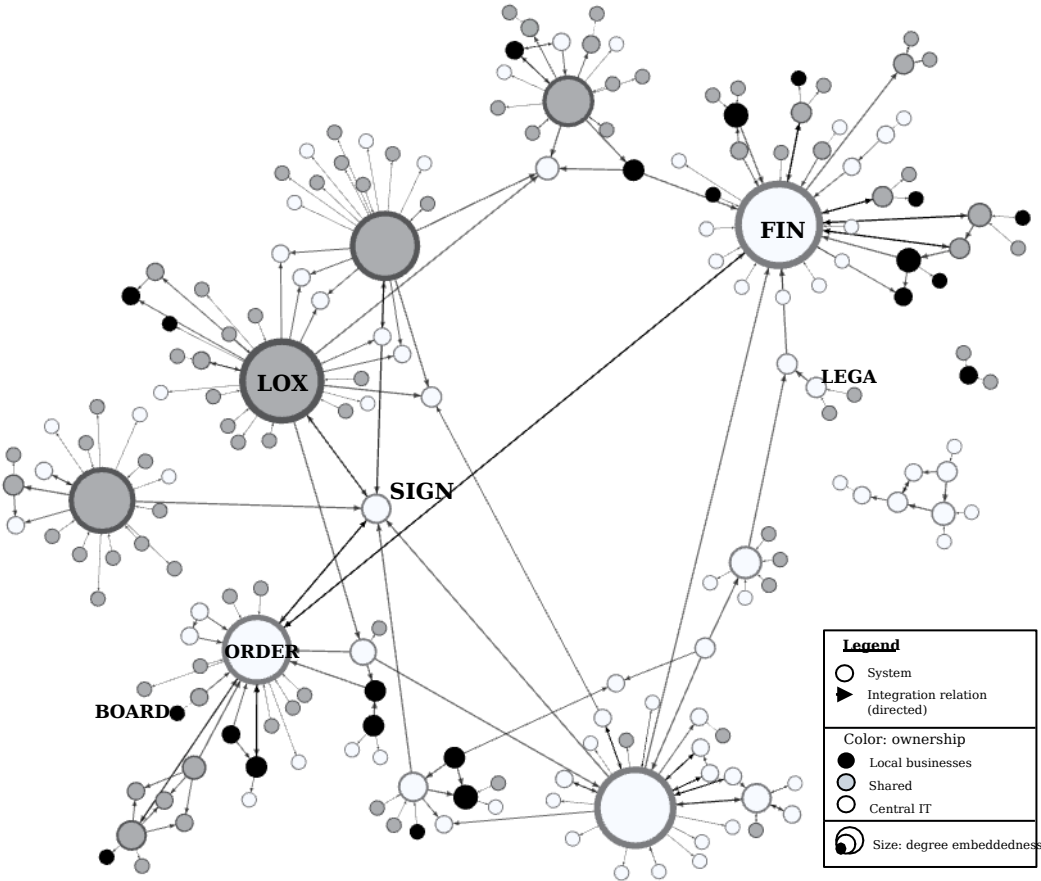 FIN
LEGA
LOX
SIGN
ORDER
BOARD
Legend
System
Integration relation
(directed)
Color: ownership
Local businesses
Shared
Central IT
Size: degree embeddedness